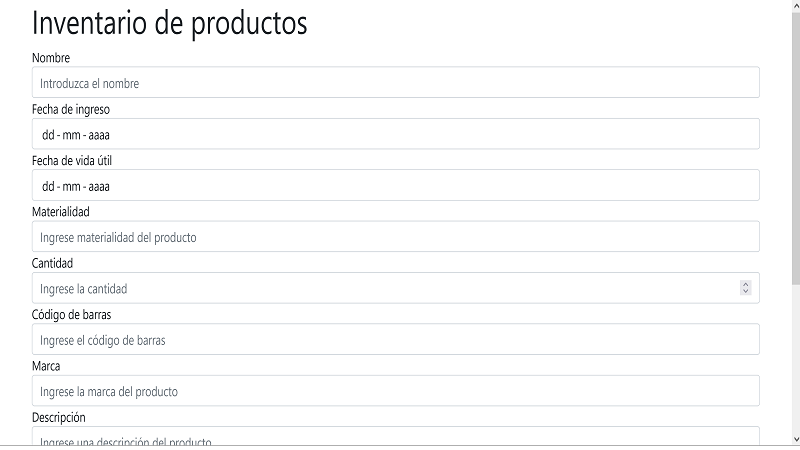 Inventario de productos
Nombre
Introduzca el nombre
Fecha de ingreso
dd - mm - aaaa
Fecha de vida útil
dd - mm - aaaa
Materialidad
Ingrese materialidad del producto
Cantidad
Ingrese la cantidad
Código de barras
Ingrese el código de barras
Marca
Ingrese la marca del producto
Descripción
Ingrese una descripción del producto